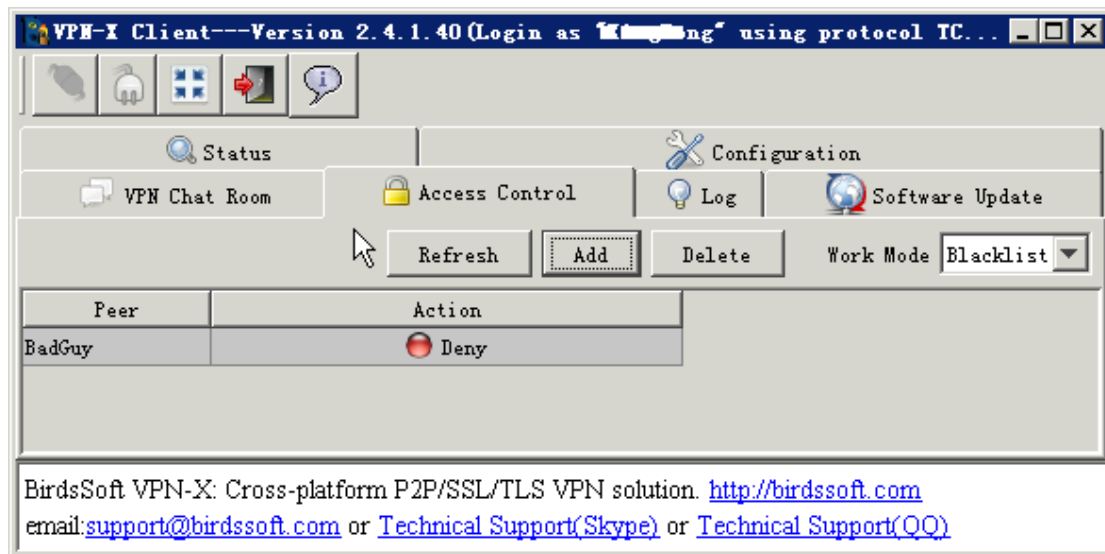 VPN-X Client---Version 2.4.1.40(Login as " " using protocol TC...
Status
Configuration
VPN Chat Room
Access Control
Log
Software Update
Refresh
Add
Delete
Work Mode
Blacklist
Peer
Action
BadGuy
Deny
BirdsSoft VPN-X: Cross-platform P2P/SSL/TLS VPN solution. http://birdssoft.com
email:support@birdssoft.com or Technical Support(Skype) or Technical Support(QQ)